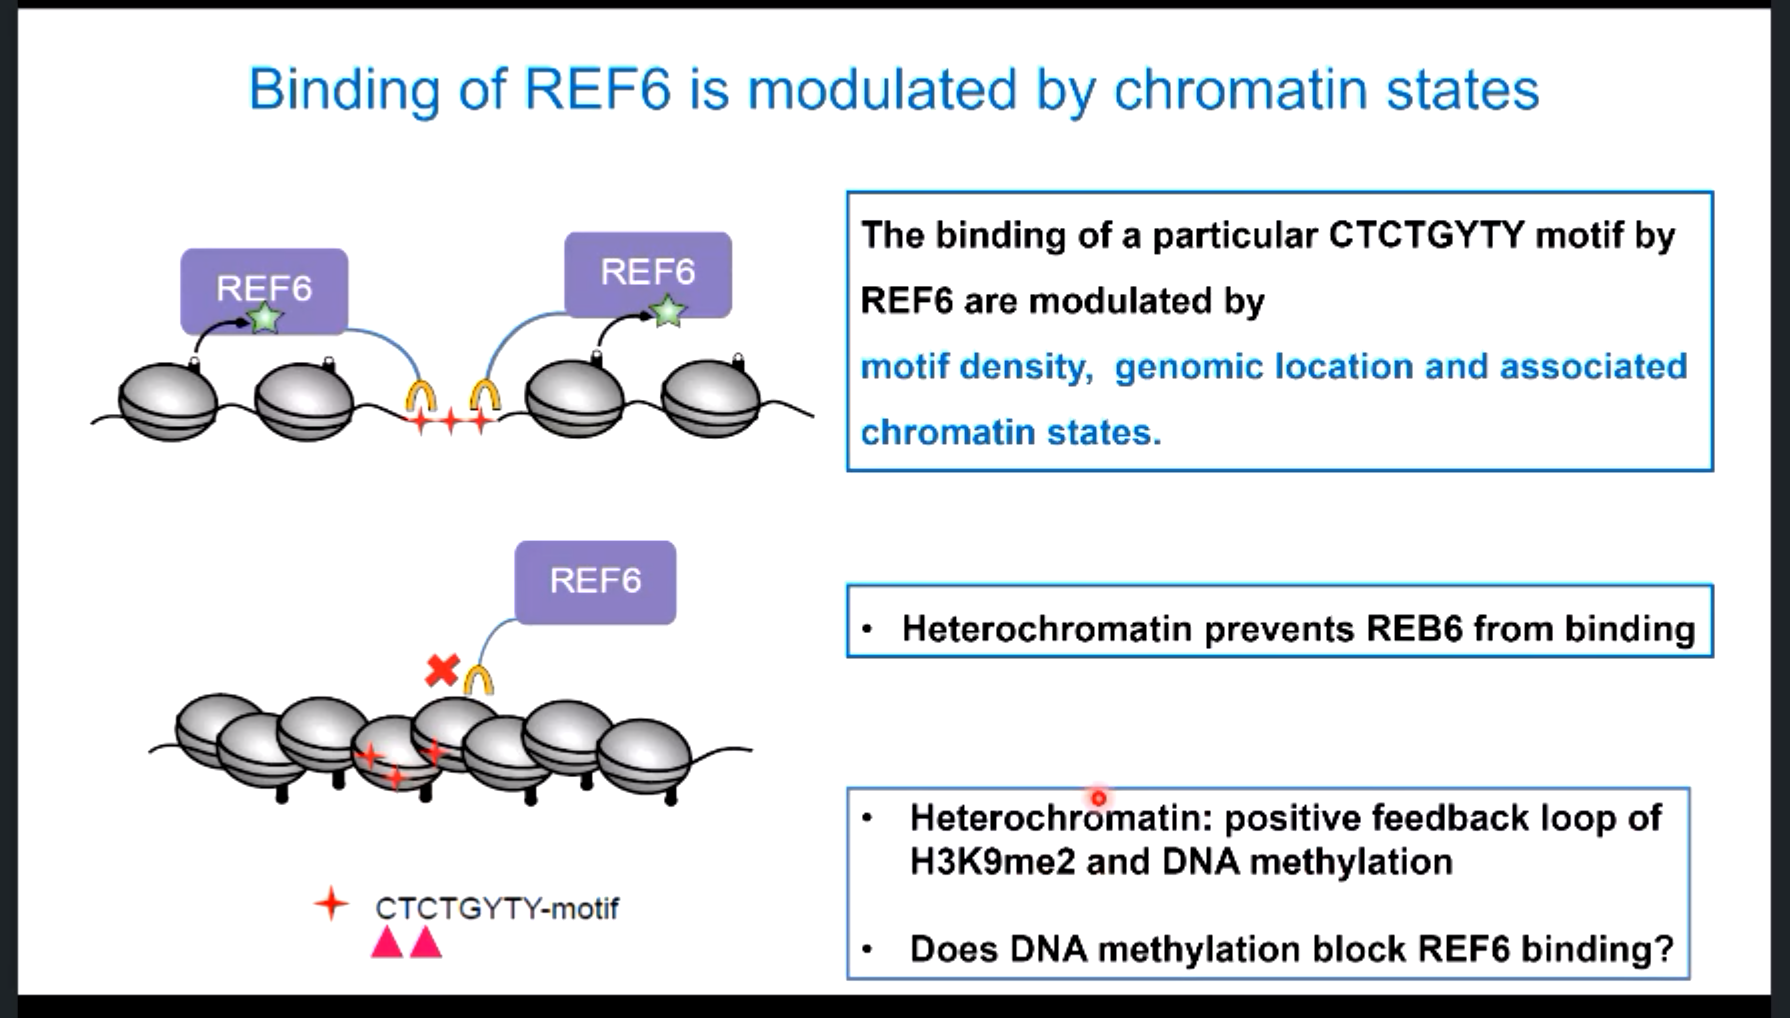 Binding of REF6 is modulated by chromatin states
REF6
REF6
The binding of a particular CTCTGYTY motif by
REF6 are modulated by
motif density, genomic location and associated
chromatin states.
REF6
• Heterochromatin prevents REB6 from binding
• Heterochromatin: positive feedback loop of
H3K9me2 and DNA methylation
• Does DNA methylation block REF6 binding?
CTCTGYTY-motif